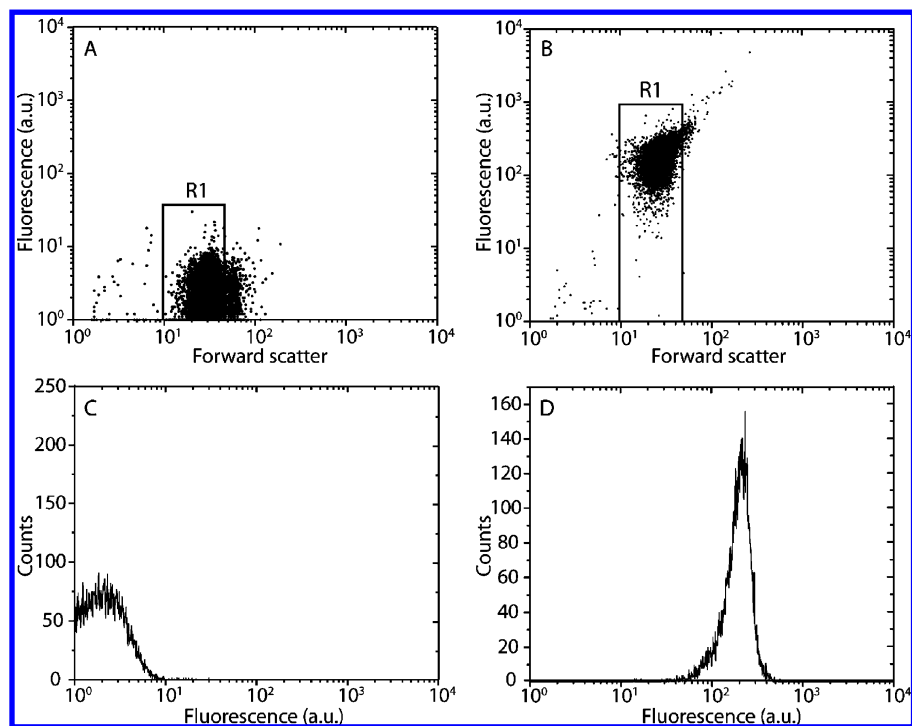 A
R1
Fluorescence (a.u.)
10⁴
10³
10²
10¹
10⁰
10⁰ 10¹ 10² 10³ 10⁴
Forward scatter
B
R1
Fluorescence (a.u.)
10⁴
10³
10²
10¹
10⁰
10⁰ 10¹ 10² 10³ 10⁴
Forward scatter
C
Counts
250
200
150
100
50
0
10⁰ 10¹ 10² 10³ 10⁴
Fluorescence (a.u.)
D
Counts
160
140
120
100
80
60
40
20
0
10⁰ 10¹ 10² 10³ 10⁴
Fluorescence (a.u.)